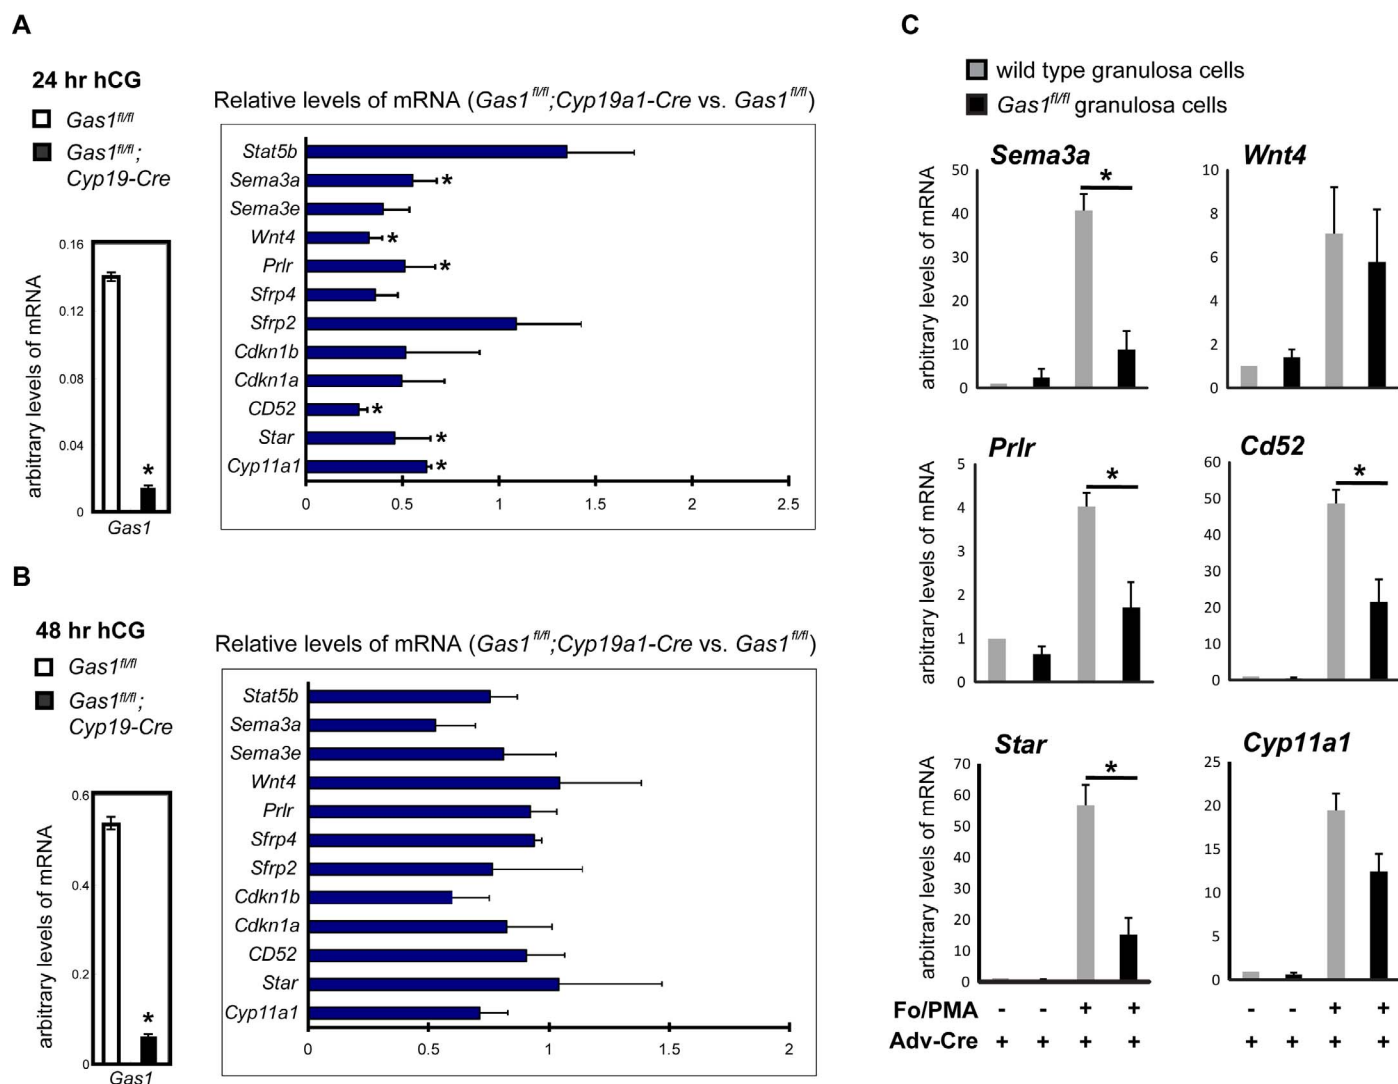 A
24 hr hCG
Gas1fl/fl
Gas1fl/fl;
Cyp19-Cre
arbitrary levels of mRNA
0.16
0.12
0.08
0.04
0
*
Gas1
Relative levels of mRNA (Gas1fl/fl;Cyp19a1-Cre vs. Gas1fl/fl)
Stat5b
Sema3a *
Sema3e
Wnt4 *
Prlr *
Sfrp4
Sfrp2
Cdkn1b
Cdkn1a
CD52 *
Star *
Cyp11a1 *
0 0.5 1 1.5 2 2.5
B
48 hr hCG
Gas1fl/fl
Gas1fl/fl;
Cyp19-Cre
arbitrary levels of mRNA
0.6
0.4
0.2
0
*
Gas1
Relative levels of mRNA (Gas1fl/fl;Cyp19a1-Cre vs. Gas1fl/fl)
Stat5b
Sema3a
Sema3e
Wnt4
Prlr
Sfrp4
Sfrp2
Cdkn1b
Cdkn1a
CD52
Star
Cyp11a1
0 0.5 1 1.5 2
C
wild type granulosa cells
Gas1fl/fl granulosa cells
Sema3a
arbitrary levels of mRNA
50
40
30
20
10
0
*
Wnt4
10
8
6
4
2
0
Prlr
arbitrary levels of mRNA
5
4
3
2
1
0
*
Cd52
60
50
40
30
20
10
0
*
Star
arbitrary levels of mRNA
70
60
50
40
30
20
10
0
*
Cyp11a1
25
20
15
10
5
0
Fo/PMA - - + + - - + +
Adv-Cre + + + + + + + +